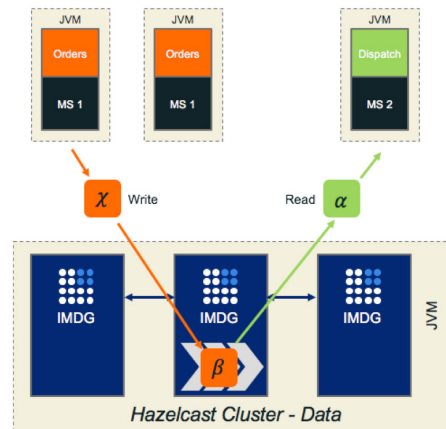 JVM
JVM
JVM
Orders
Orders
Dispatch
MS 1
MS 1
MS 2
χ
Write
Read
α
IMDG
IMDG
IMDG
JVM
β
Hazelcast Cluster - Data